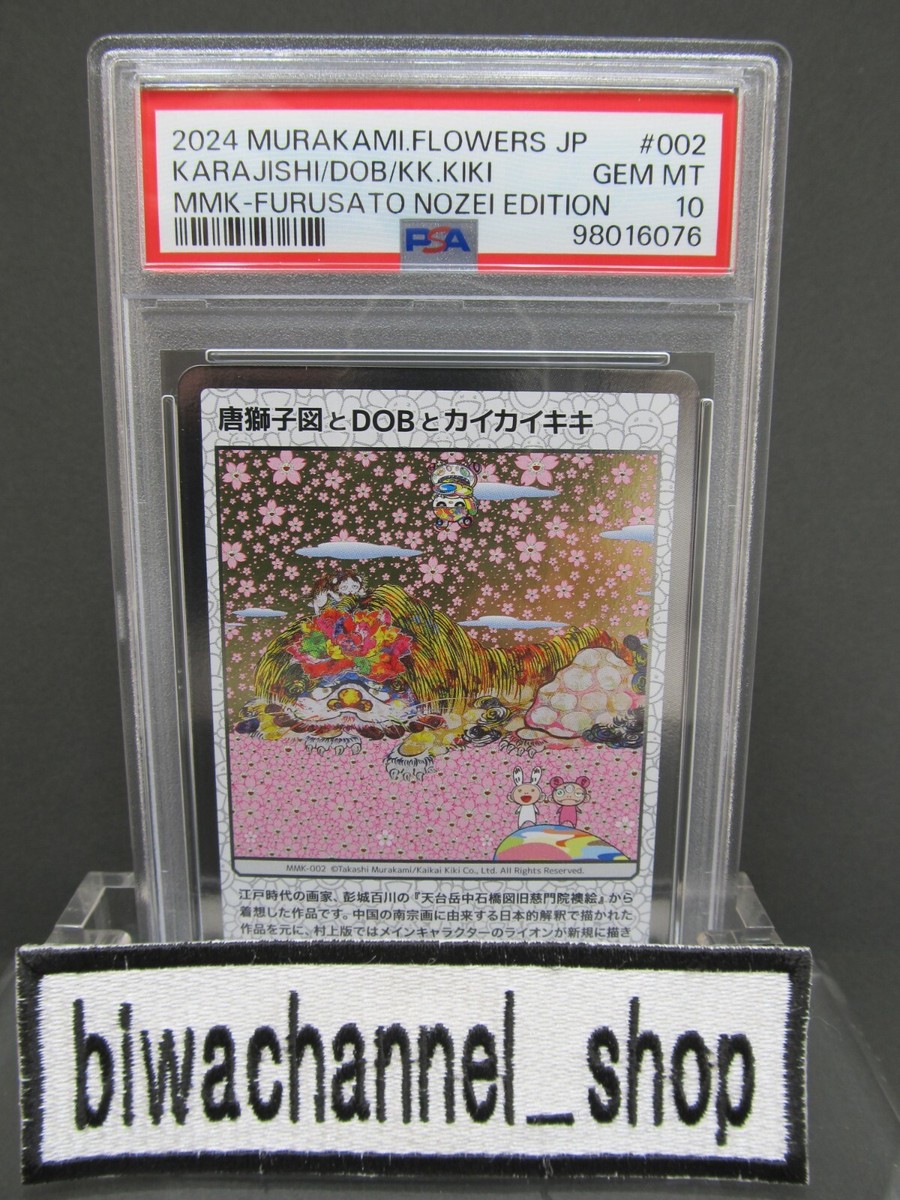 2024 MURAKAMI.FLOWERS JP #002
KARAJISHI/DOB/KK.KIKI GEM MT
MMK-FURUSATO NOZEI EDITION 10
PSA 98016076
唐獅子図とDOBとカイカイキキ
MMK-002 ©Takashi Murakami/Kaikai Kiki Co., Ltd. All Rights Reserved.
江戸時代の画家、彭城百川の『天台岳中石橋図旧慈門院襖絵』から
着想した作品です。中国の南宗画に由来する日本的解釈で描かれた
作品を元に、村上版ではメインキャラクターのライオンが新規に描き
biwachannel_shop